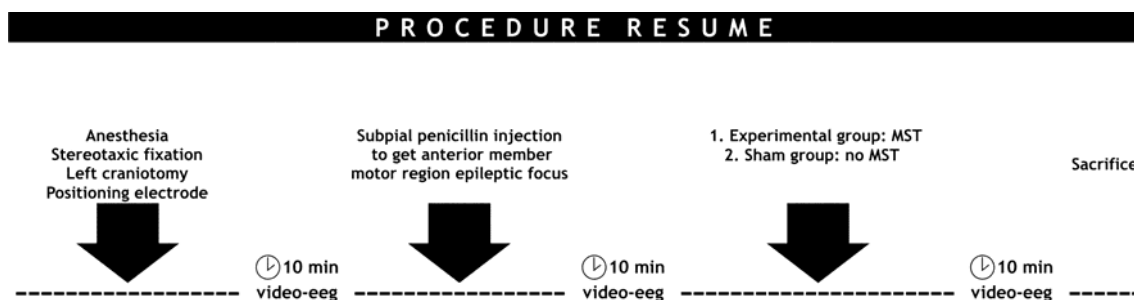 PROCEDURE RESUME
Anesthesia
Stereotaxic fixation
Left craniotomy
Positioning electrode
Subpial penicillin injection
to get anterior member
motor region epileptic focus
1. Experimental group: MST
2. Sham group: no MST
Sacrifice
10 min
video-eeg
10 min
video-eeg
10 min
video-eeg